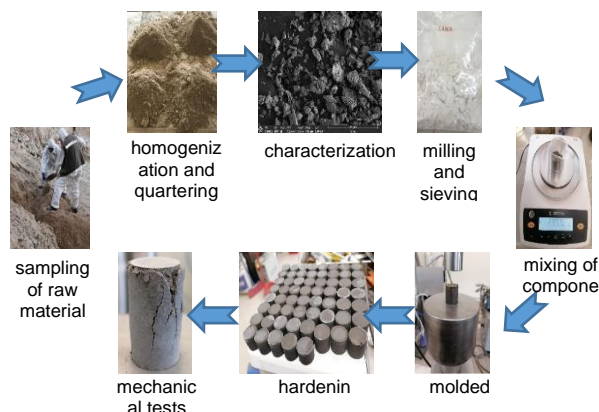 homogeniz
ation and
quartering
characterization
milling
and
sieving
sampling
of raw
material
mixing of
compone
mechanic
al tests
hardenin
molded